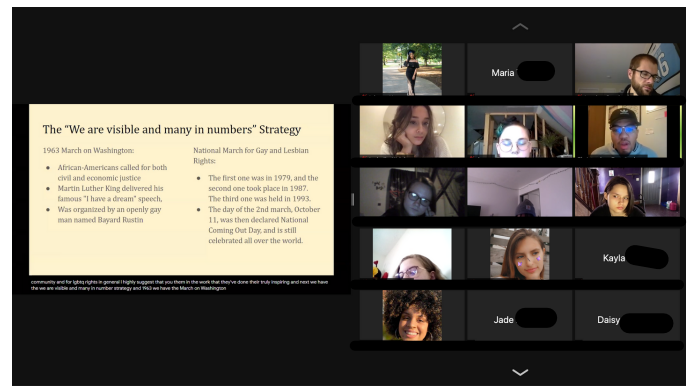 The “We are visible and many in numbers” Strategy
1963 March on Washington:
● African-Americans called for both
civil and economic justice
● Martin Luther King delivered his
famous "I have a dream" speech,
● Was organized by an openly gay
man named Bayard Rustin
National March for Gay and Lesbian
Rights:
● The first one was in 1979, and the
second one took place in 1987.
The third one was held in 1993.
● The day of the 2nd march, October
11, was then declared National
Coming Out Day, and is still
celebrated all over the world.
community and for lgbtq rights in general I highly suggest that you them in the work that they've done their truly inspiring and next we have
the we are visible and many in number strategy and 1963 we have the March on Washington
Maria
Kayla
Jade
Daisy